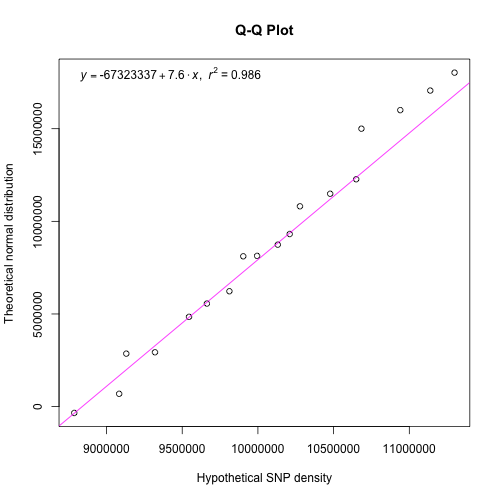 Q-Q Plot
y = -67323337 + 7.6 · x, r² = 0.986
15000000
10000000
5000000
0
Theoretical normal distribution
9000000 9500000 10000000 10500000 11000000
Hypothetical SNP density